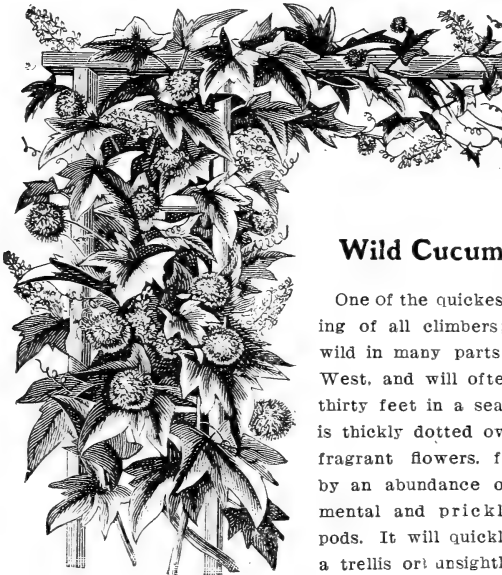 Wild Cucum
One of the quickes
ing of all climbers
wild in many parts
West, and will ofte
thirty feet in a sea
is thickly dotted ov
fragrant flowers, f
by an abundance o
mental and prickl
pods. It will quickl
a trellis or unsightl